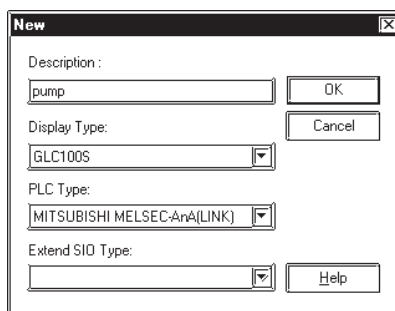 New
Description :
pump
OK
Cancel
Display Type:
GLC100S
PLC Type:
MITSUBISHI MELSEC-AnA(LINK)
Extend SIO Type:
Help